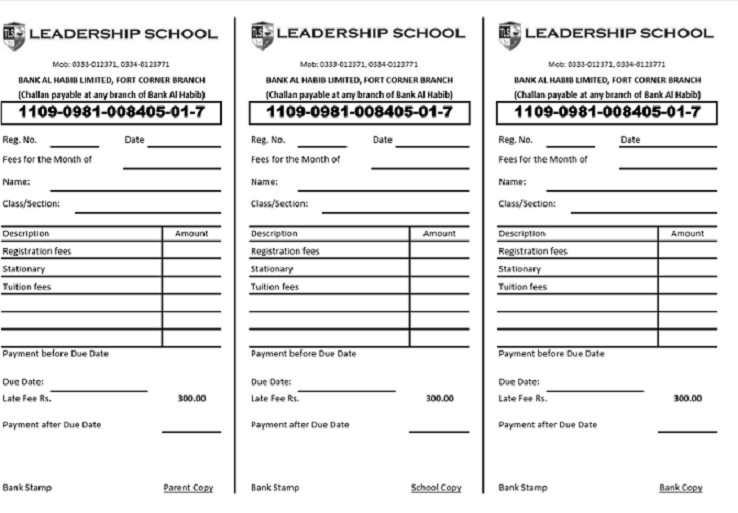 TLS LEADERSHIP SCHOOL
Mob: 0333-012371, 0334-0123771
BANK AL HABIB LIMITED, FORT CORNER BRANCH
(Challan payable at any branch of Bank Al Habib)
1109-0981-008405-01-7
Reg. No. Date
Fees for the Month of
Name:
Class/Section:
Description Amount
Registration fees
Stationary
Tuition fees
Payment before Due Date
Due Date:
Late Fee Rs. 300.00
Payment after Due Date
Bank Stamp Parent Copy
TLS LEADERSHIP SCHOOL
Mob: 0333-012371, 0334-0123771
BANK AL HABIB LIMITED, FORT CORNER BRANCH
(Challan payable at any branch of Bank Al Habib)
1109-0981-008405-01-7
Reg. No. Date
Fees for the Month of
Name:
Class/Section:
Description Amount
Registration fees
Stationary
Tuition fees
Payment before Due Date
Due Date:
Late Fee Rs. 300.00
Payment after Due Date
Bank Stamp School Copy
TLS LEADERSHIP SCHOOL
Mob: 0333-012371, 0334-0123771
BANK AL HABIB LIMITED, FORT CORNER BRANCH
(Challan payable at any branch of Bank Al Habib)
1109-0981-008405-01-7
Reg. No. Date
Fees for the Month of
Name:
Class/Section:
Description Amount
Registration fees
Stationary
Tuition fees
Payment before Due Date
Due Date:
Late Fee Rs. 300.00
Payment after Due Date
Bank Stamp Bank Copy